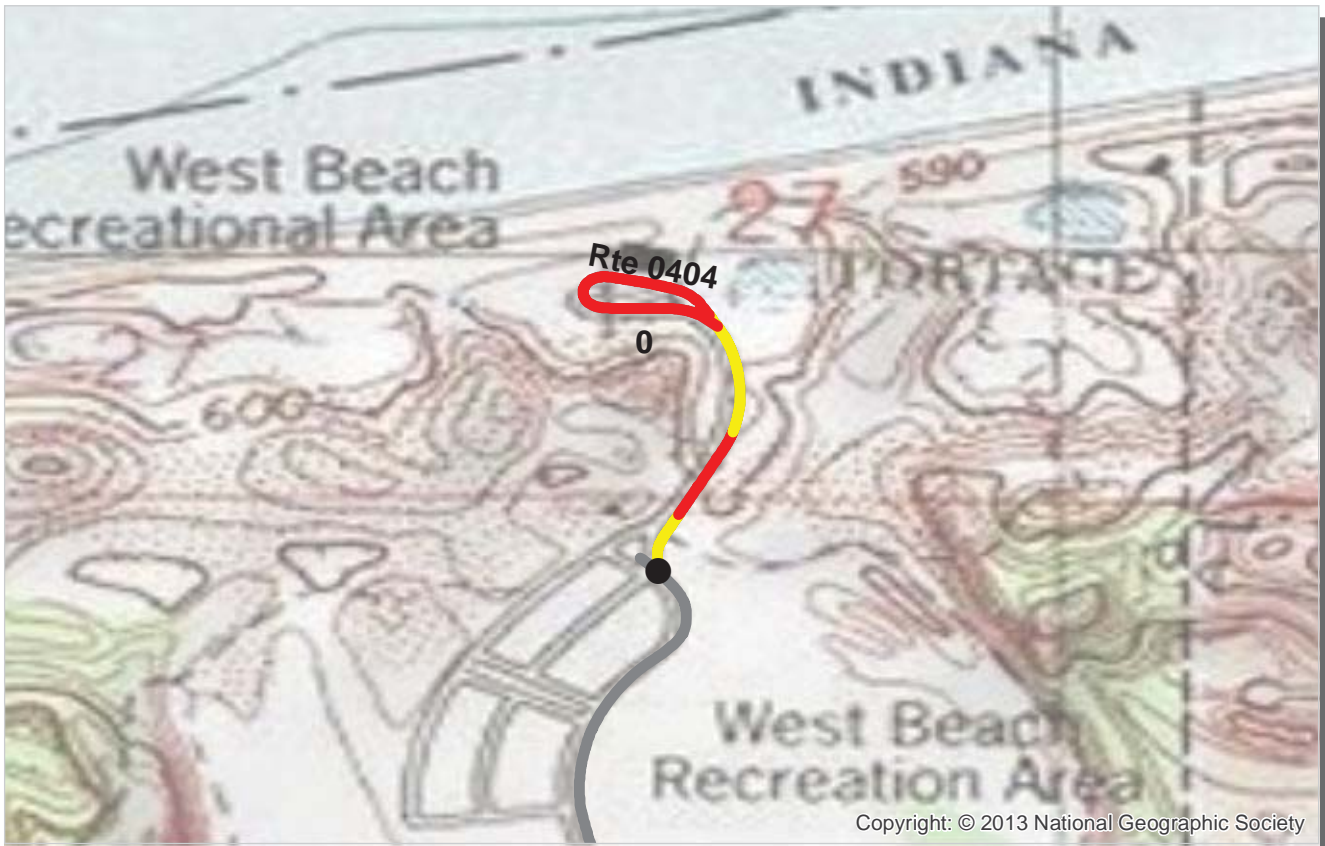 INDIANA
West Beach
ecreational Area
590
27
PORTAGE
Rte 0404
0
600
West Beach
Recreation Area
Copyright: © 2013 National Geographic Society